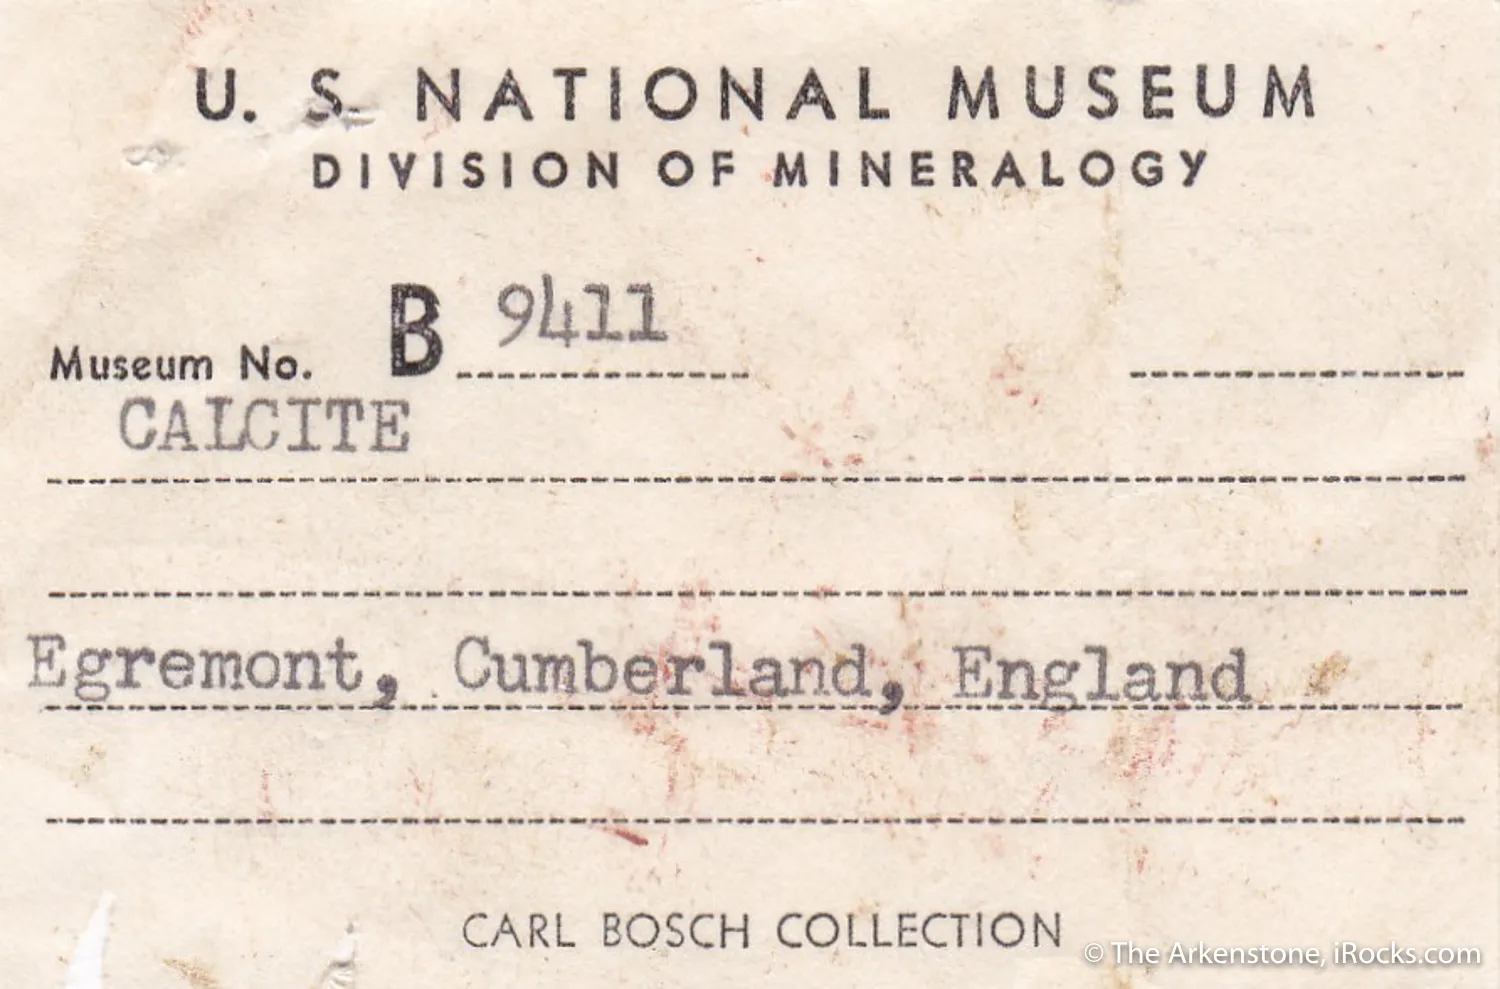 U. S. NATIONAL MUSEUM
DIVISION OF MINERALOGY
Museum No. B 9411
CALCITE
Egremont, Cumberland, England
CARL BOSCH COLLECTION
© The Arkenstone, iRocks.com